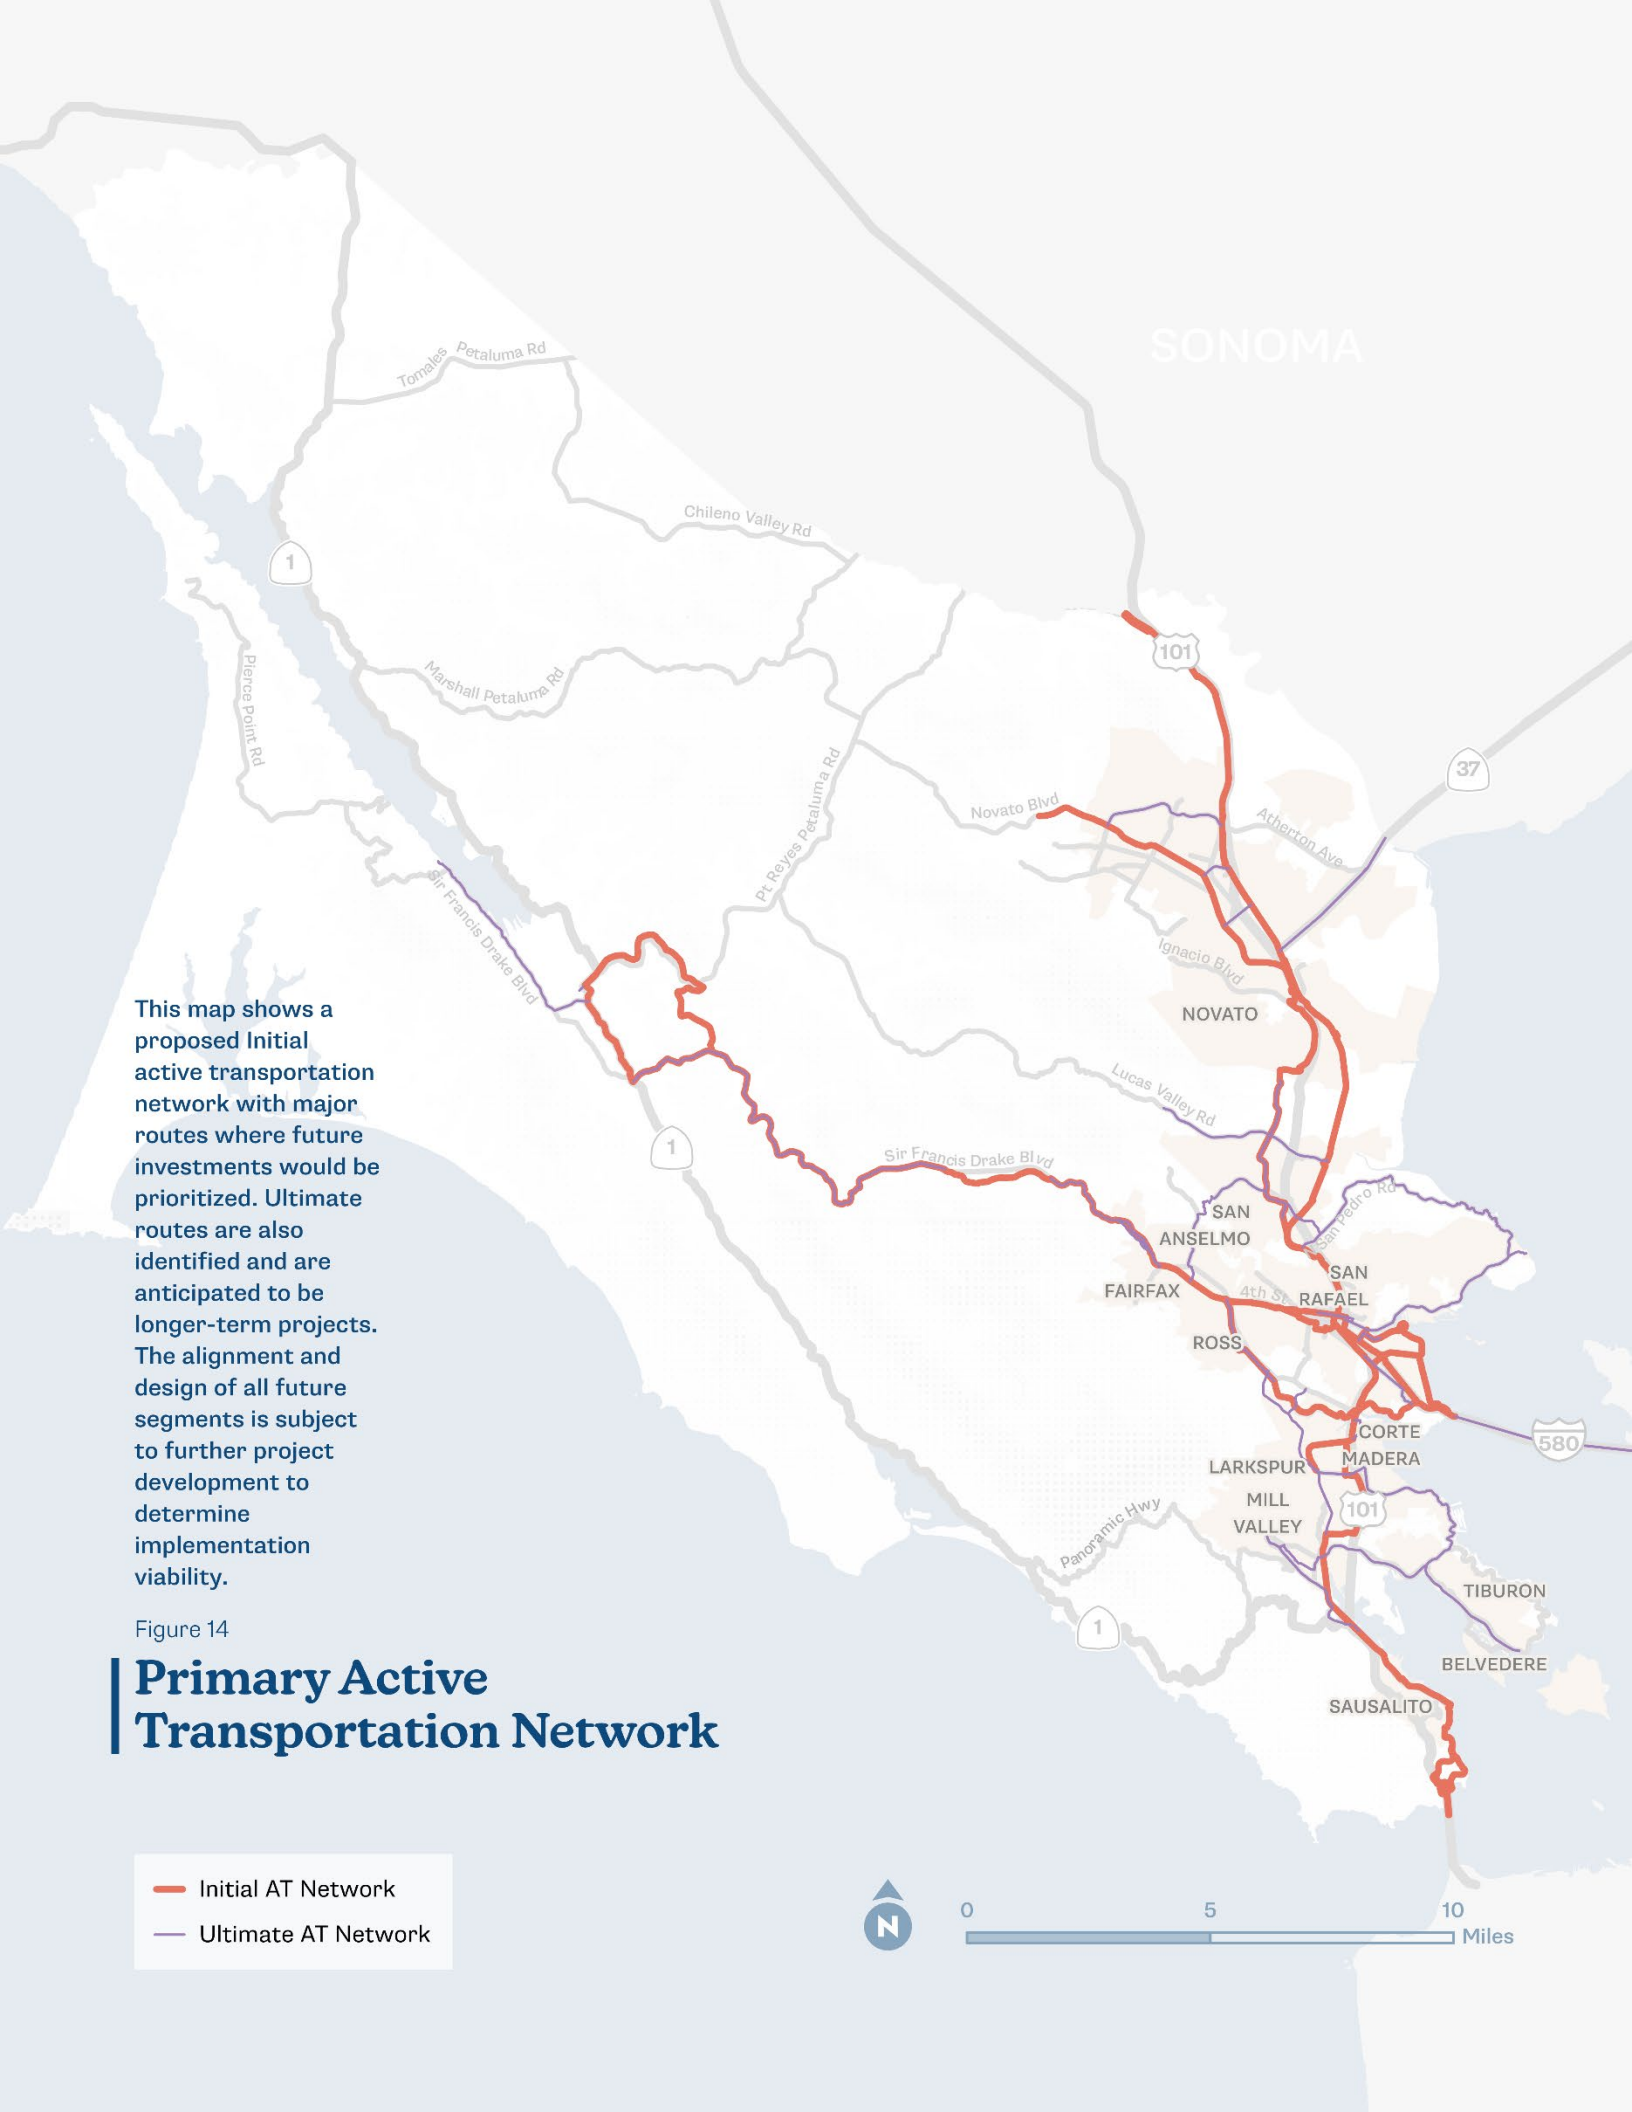 SONOMA
Tomales Petaluma Rd
Chileno Valley Rd
1
Pierce Point Rd
Marshall Petaluma Rd
101
37
Pt Reyes Petaluma Rd
Novato Blvd
Atherton Ave
Sir Francis Drake Blvd
Ignacio Blvd
NOVATO
Lucas Valley Rd
1
Sir Francis Drake Blvd
San Pedro Rd
SAN
ANSELMO
SAN
RAFAEL
FAIRFAX
4th St
ROSS
CORTE
MADERA
580
LARKSPUR
MILL
VALLEY
101
Panoramic Hwy
TIBURON
1
BELVEDERE
SAUSALITO
This map shows a
proposed Initial
active transportation
network with major
routes where future
investments would be
prioritized. Ultimate
routes are also
identified and are
anticipated to be
longer-term projects.
The alignment and
design of all future
segments is subject
to further project
development to
determine
implementation
viability.
Figure 14
Primary Active
Transportation Network
Initial AT Network
Ultimate AT Network
N
0 5 10
Miles